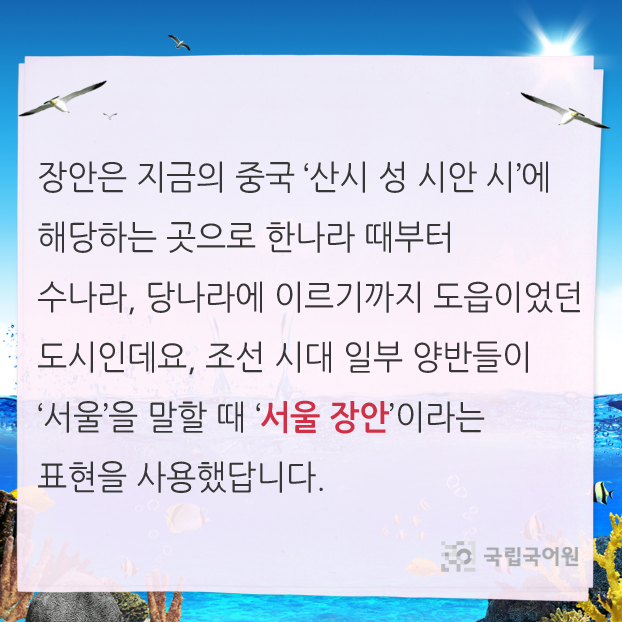 장안은 지금의 중국 ‘산시 성 시안 시’에
해당하는 곳으로 한나라 때부터
수나라, 당나라에 이르기까지 도읍이었던
도시인데요, 조선 시대 일부 양반들이
‘서울’을 말할 때 ‘서울 장안’이라는
표현을 사용했답니다.
국립국어원